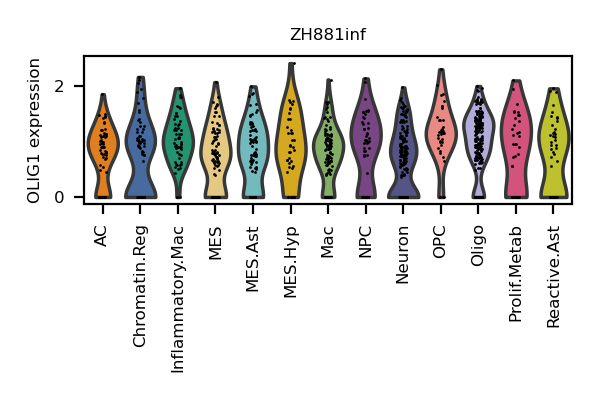 ZH881inf
OLIG1 expression
2
0
AC
Chromatin.Reg
Inflammatory.Mac
MES
MES.Ast
MES.Hyp
Mac
NPC
Neuron
OPC
Oligo
Prolif.Metab
Reactive.Ast